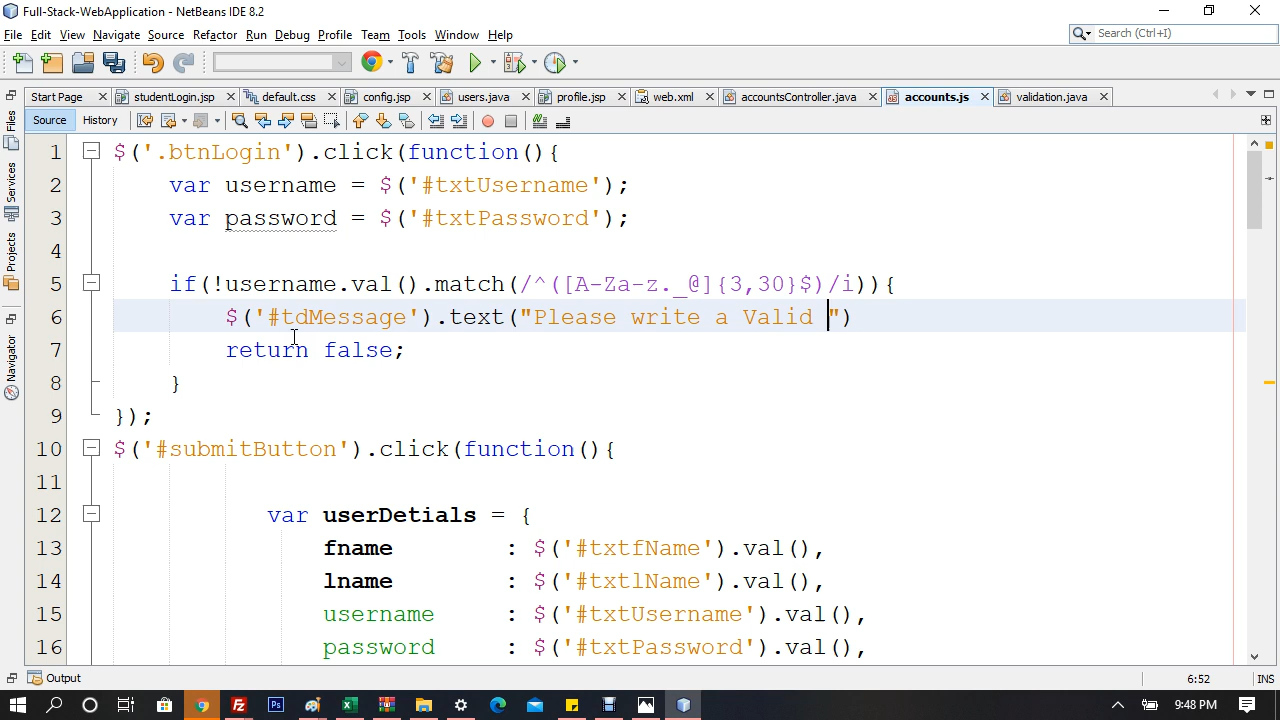 Full-Stack-WebApplication - NetBeans IDE 8.2
File Edit View Navigate Source Refactor Run Debug Profile Team Tools Window Help
Search (Ctrl+I)
Start Page studentLogin.jsp default.css config.jsp users.java profile.jsp web.xml accountsController.java accounts.js validation.java
Source History
Files
Services
Projects
Navigator
1 $('.btnLogin').click(function(){
2 var username = $('#txtUsername');
3 var password = $('#txtPassword');
4
5 if(!username.val().match(/^([A-Za-z._@]{3,30}$)/i)){
6 $('#tdMessage').text("Please write a Valid ")
7 return false;
8 }
9 });
10 $('#submitButton').click(function(){
11
12 var userDetials = {
13 fname : $('#txtfName').val(),
14 lname : $('#txtlName').val(),
15 username : $('#txtUsername').val(),
16 password : $('#txtPassword').val(),
Output
6:52 INS
9:48 PM